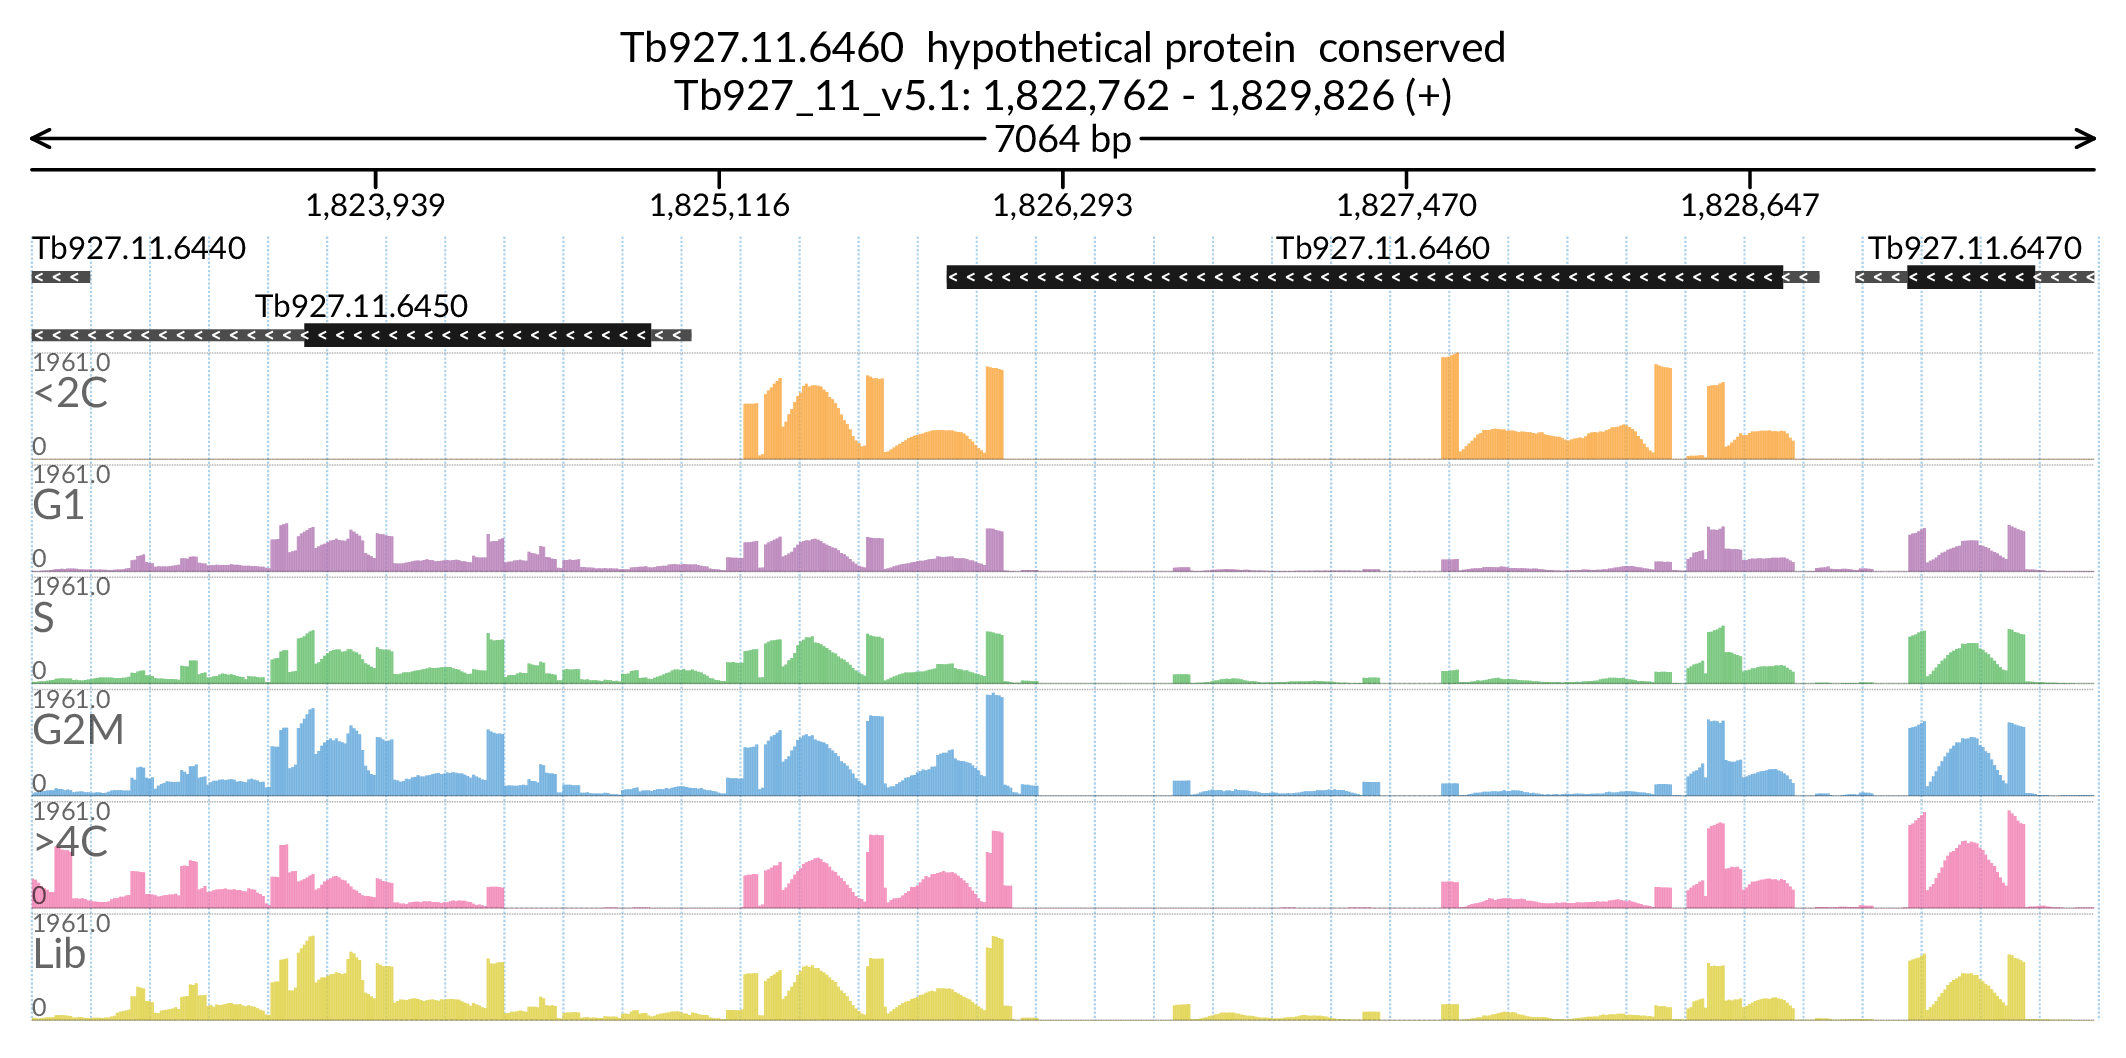 Tb927.11.6460  hypothetical protein  conserved
Tb927_11_v5.1: 1,822,762 - 1,829,826 (+)
7064 bp
1,823,939 1,825,116 1,826,293 1,827,470 1,828,647
Tb927.11.6440 Tb927.11.6460 Tb927.11.6470
Tb927.11.6450
1961.0
<2C
0
1961.0
G1
0
1961.0
S
0
1961.0
G2M
0
1961.0
>4C
0
1961.0
Lib
0